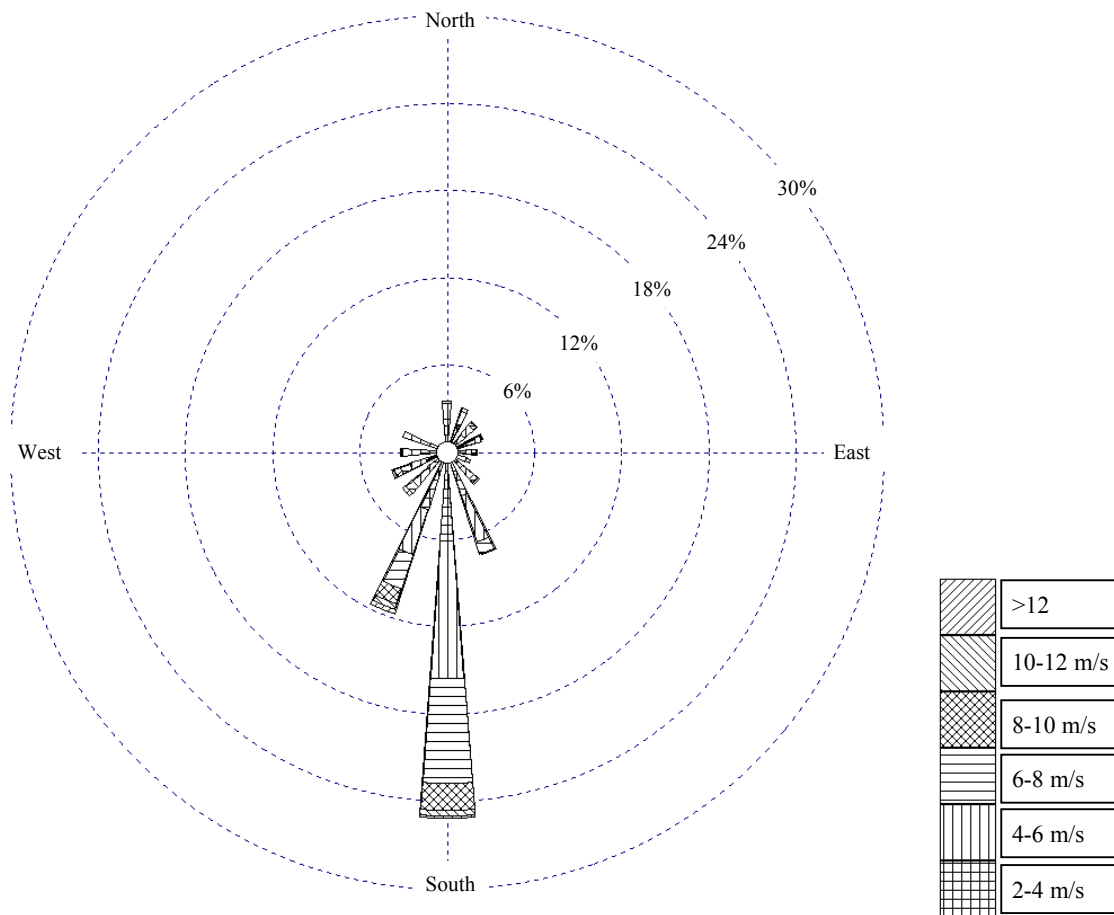 North
30%
24%
18%
12%
6%
West
East
South
>12
10-12 m/s
8-10 m/s
6-8 m/s
4-6 m/s
2-4 m/s